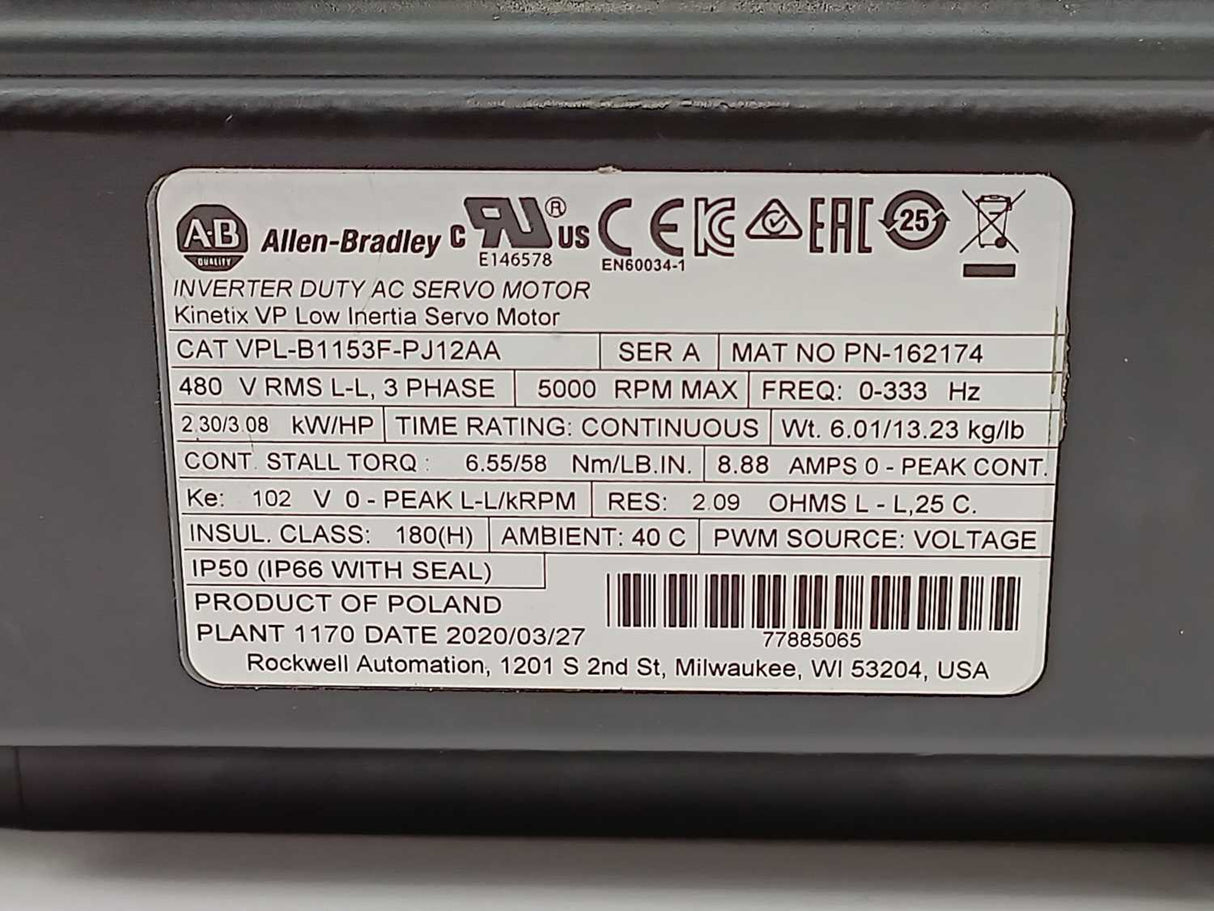 A-B QUALITY Allen-Bradley C RU ® US E146578 CE EN60034-1 KC EAC 25
INVERTER DUTY AC SERVO MOTOR
Kinetix VP Low Inertia Servo Motor
CAT VPL-B1153F-PJ12AA SER A MAT NO PN-162174
480 V RMS L-L, 3 PHASE 5000 RPM MAX FREQ: 0-333 Hz
2.30/3.08 kW/HP TIME RATING: CONTINUOUS Wt. 6.01/13.23 kg/lb
CONT. STALL TORQ : 6.55/58 Nm/LB.IN. 8.88 AMPS 0 - PEAK CONT.
Ke: 102 V 0 - PEAK L-L/kRPM RES: 2.09 OHMS L - L,25 C.
INSUL. CLASS: 180(H) AMBIENT: 40 C PWM SOURCE: VOLTAGE
IP50 (IP66 WITH SEAL)
PRODUCT OF POLAND
PLANT 1170 DATE 2020/03/27 77885065
Rockwell Automation, 1201 S 2nd St, Milwaukee, WI 53204, USA